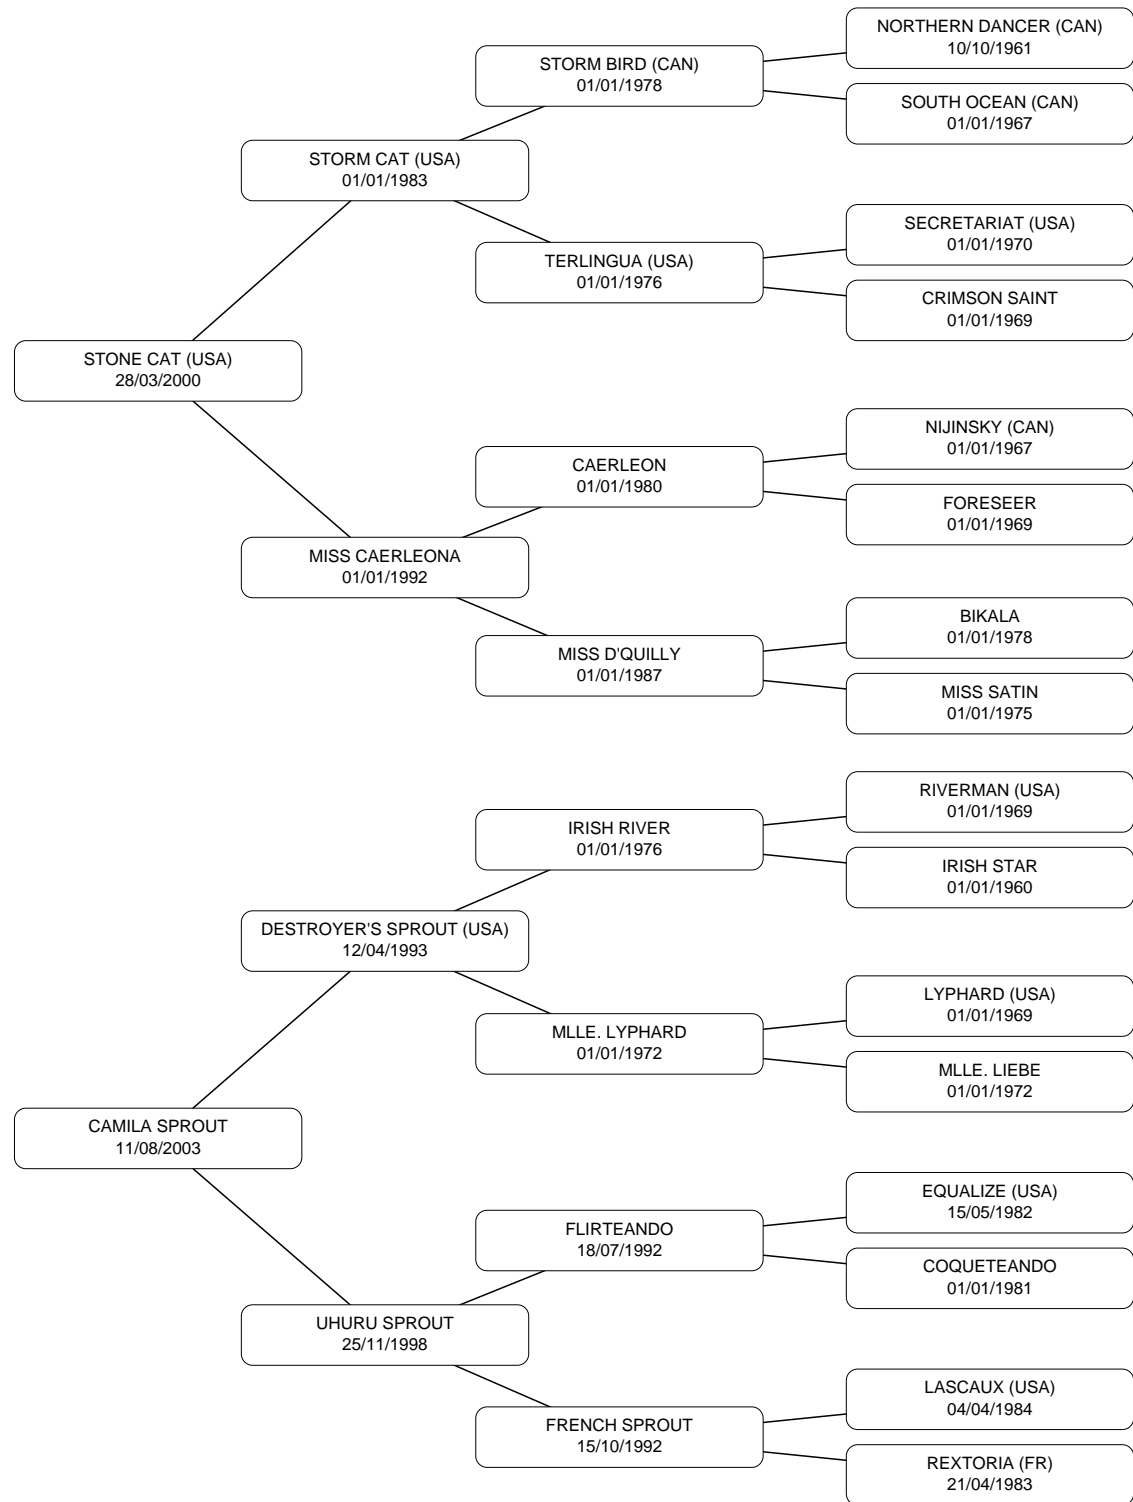 NORTHERN DANCER (CAN)
10/10/1961
STORM BIRD (CAN)
01/01/1978
SOUTH OCEAN (CAN)
01/01/1967
STORM CAT (USA)
01/01/1983
SECRETARIAT (USA)
01/01/1970
TERLINGUA (USA)
01/01/1976
CRIMSON SAINT
01/01/1969
STONE CAT (USA)
28/03/2000
NIJINSKY (CAN)
01/01/1967
CAERLEON
01/01/1980
FORESEER
01/01/1969
MISS CAERLEONA
01/01/1992
BIKALA
01/01/1978
MISS D'QUILLY
01/01/1987
MISS SATIN
01/01/1975
RIVERMAN (USA)
01/01/1969
IRISH RIVER
01/01/1976
IRISH STAR
01/01/1960
DESTROYER'S SPROUT (USA)
12/04/1993
LYPHARD (USA)
01/01/1969
MLLE. LYPHARD
01/01/1972
MLLE. LIEBE
01/01/1972
CAMILA SPROUT
11/08/2003
EQUALIZE (USA)
15/05/1982
FLIRTEANDO
18/07/1992
COQUETEANDO
01/01/1981
UHURU SPROUT
25/11/1998
LASCAUX (USA)
04/04/1984
FRENCH SPROUT
15/10/1992
REXTORIA (FR)
21/04/1983